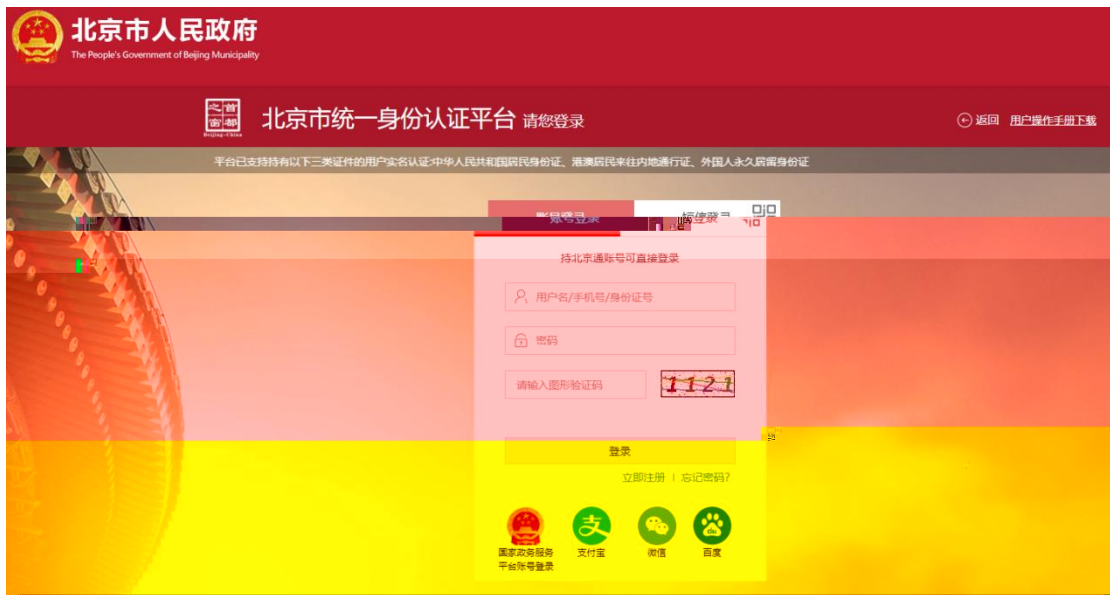 北京市人民政府
The People's Government of Beijing Municipality
之首
窗都
Beijing-China
北京市统一身份认证平台 请您登录
返回 用户操作手册下载
平台已支持持有以下三类证件的用户实名认证:中华人民共和国居民身份证、港澳居民来往内地通行证、外国人永久居留身份证
登录
持北京通账号可直接登录
用户名/手机号/身份证号
密码
请输入图形验证码 1121
登录
立即注册 | 忘记密码?
支
du
国家政务服务 支付宝 微信 百度
平台账号登录